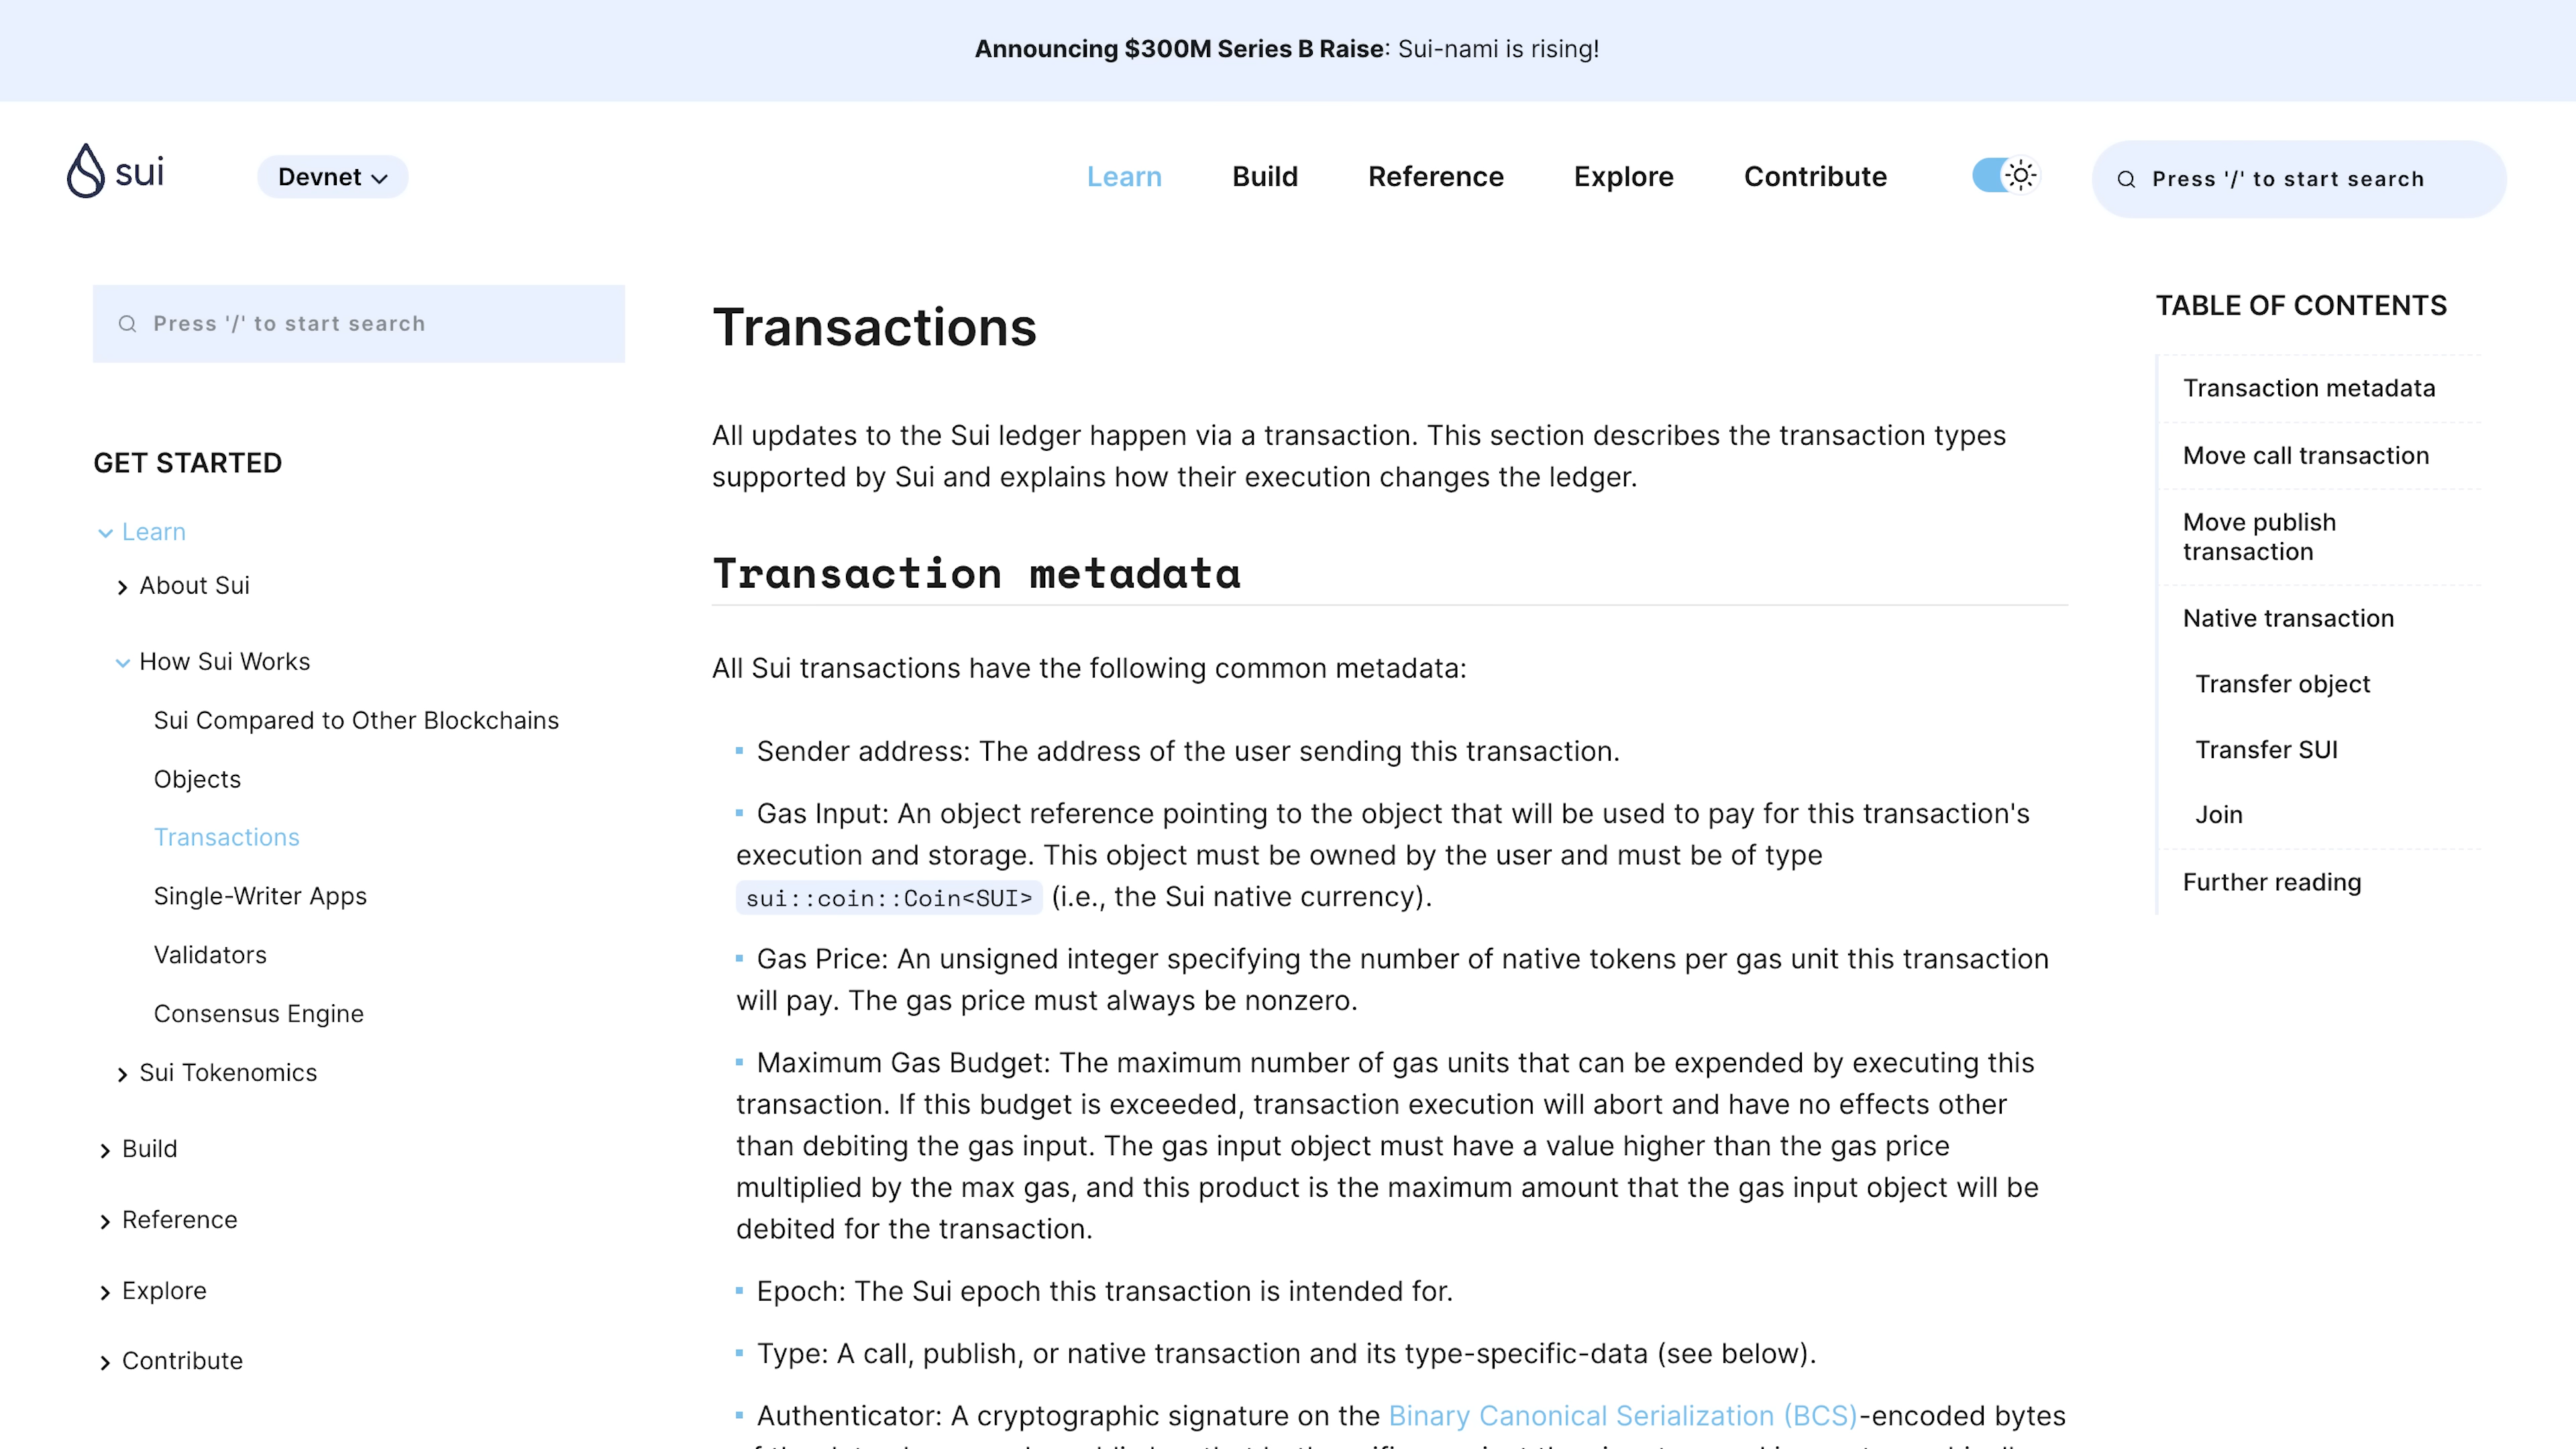 Announcing $300M Series B Raise: Sui-nami is rising!
sui
Devnet
Learn
Build
Reference
Explore
Contribute
Press '/' to start search
Press '/' to start search
GET STARTED
Learn
About Sui
How Sui Works
Sui Compared to Other Blockchains
Objects
Transactions
Single-Writer Apps
Validators
Consensus Engine
Sui Tokenomics
Build
Reference
Explore
Contribute
Transactions
All updates to the Sui ledger happen via a transaction. This section describes the transaction types
supported by Sui and explains how their execution changes the ledger.
Transaction metadata
All Sui transactions have the following common metadata:
Sender address: The address of the user sending this transaction.
Gas Input: An object reference pointing to the object that will be used to pay for this transaction's
execution and storage. This object must be owned by the user and must be of type
sui::coin::Coin<SUI> (i.e., the Sui native currency).
Gas Price: An unsigned integer specifying the number of native tokens per gas unit this transaction
will pay. The gas price must always be nonzero.
Maximum Gas Budget: The maximum number of gas units that can be expended by executing this
transaction. If this budget is exceeded, transaction execution will abort and have no effects other
than debiting the gas input. The gas input object must have a value higher than the gas price
multiplied by the max gas, and this product is the maximum amount that the gas input object will be
debited for the transaction.
Epoch: The Sui epoch this transaction is intended for.
Type: A call, publish, or native transaction and its type-specific-data (see below).
Authenticator: A cryptographic signature on the Binary Canonical Serialization (BCS)-encoded bytes
TABLE OF CONTENTS
Transaction metadata
Move call transaction
Move publish
transaction
Native transaction
Transfer object
Transfer SUI
Join
Further reading